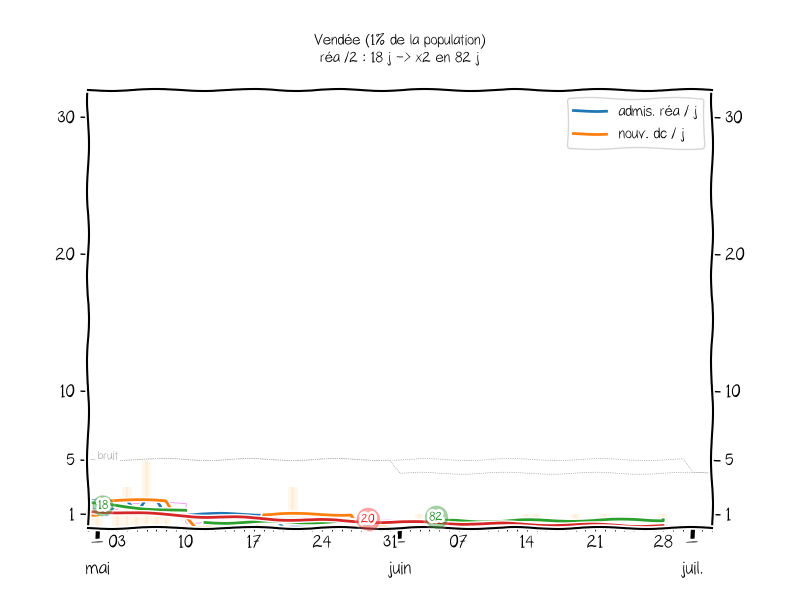 Vendée (1% de la population)
réa /2 : 18 j -> x2 en 82 j
admis. réa / j
nouv. dc / j
30
30
20
20
10
10
bruit
5
5
18
20
82
1
1
03
10
17
24
31
07
14
21
28
mai
juin
juil.